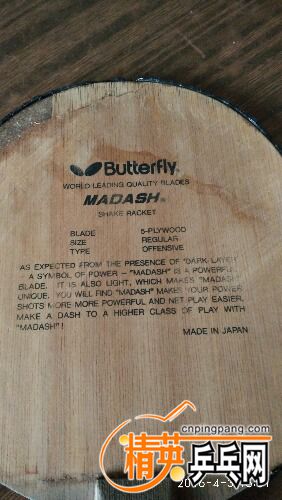 Butterfly
WORLD LEADING QUALITY BLADES
MADASH
SHAKE RACKET
BLADE 5-PLYWOOD
SIZE REGULAR
TYPE OFFENSIVE
AS EXPECTED FROM THE PRESENCE OF "DARK LAYER"
- A SYMBOL OF POWER - "MADASH" IS A POWERFUL
BLADE. IT IS ALSO LIGHT, WHICH MAKES "MADASH"
UNIQUE. YOU WILL FIND "MADASH" MAKES YOUR POWER
SHOTS MORE POWERFUL AND NET PLAY EASIER.
MAKE A DASH TO A HIGHER CLASS OF PLAY WITH
"MADASH"!
MADE IN JAPAN
cnpingpang.com
精英乒乓网